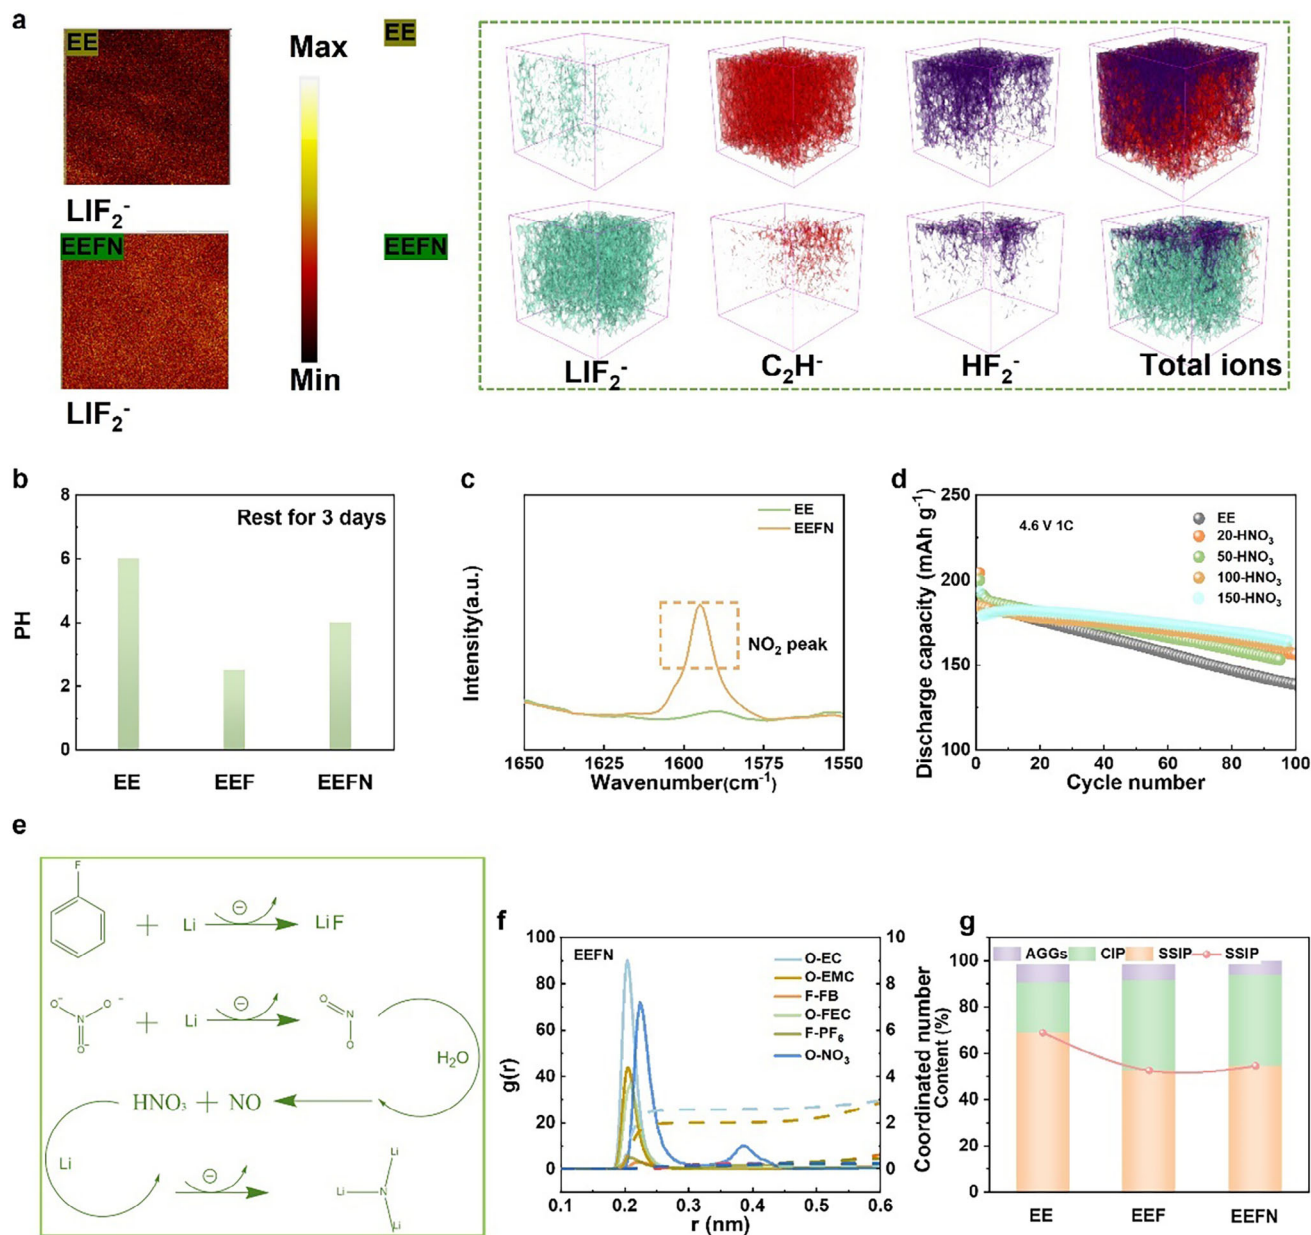 a
EE
LIF2-
EEFN
LIF2-
Max
Min
EE
EEFN
LIF2-
C2H-
HF2-
Total ions
b
8
6
4
2
0
PH
Rest for 3 days
EE
EEF
EEFN
c
Intensity(a.u.)
EE
EEFN
NO2 peak
1650
1625
1600
1575
1550
Wavenumber(cm-1)
d
Discharge capacity (mAh g-1)
250
200
150
100
4.6 V 1C
EE
20-HNO3
50-HNO3
100-HNO3
150-HNO3
0
20
40
60
80
100
Cycle number
e
F
+ Li
LiF
O- O-
N
O-
+ Li
O
N
O
H2O
HNO3 + NO
Li
Li
Li N
Li
f
EEFN
100
80
60
40
20
0
g(r)
O-EC
O-EMC
F-FB
O-FEC
F-PF6
O-NO3
10
8
6
4
2
0
Coordinated number
0.1
0.2
0.3
0.4
0.5
0.6
r (nm)
g
AGGs
CIP
SSIP
SSIP
100
80
60
40
20
0
Content (%)
EE
EEF
EEFN